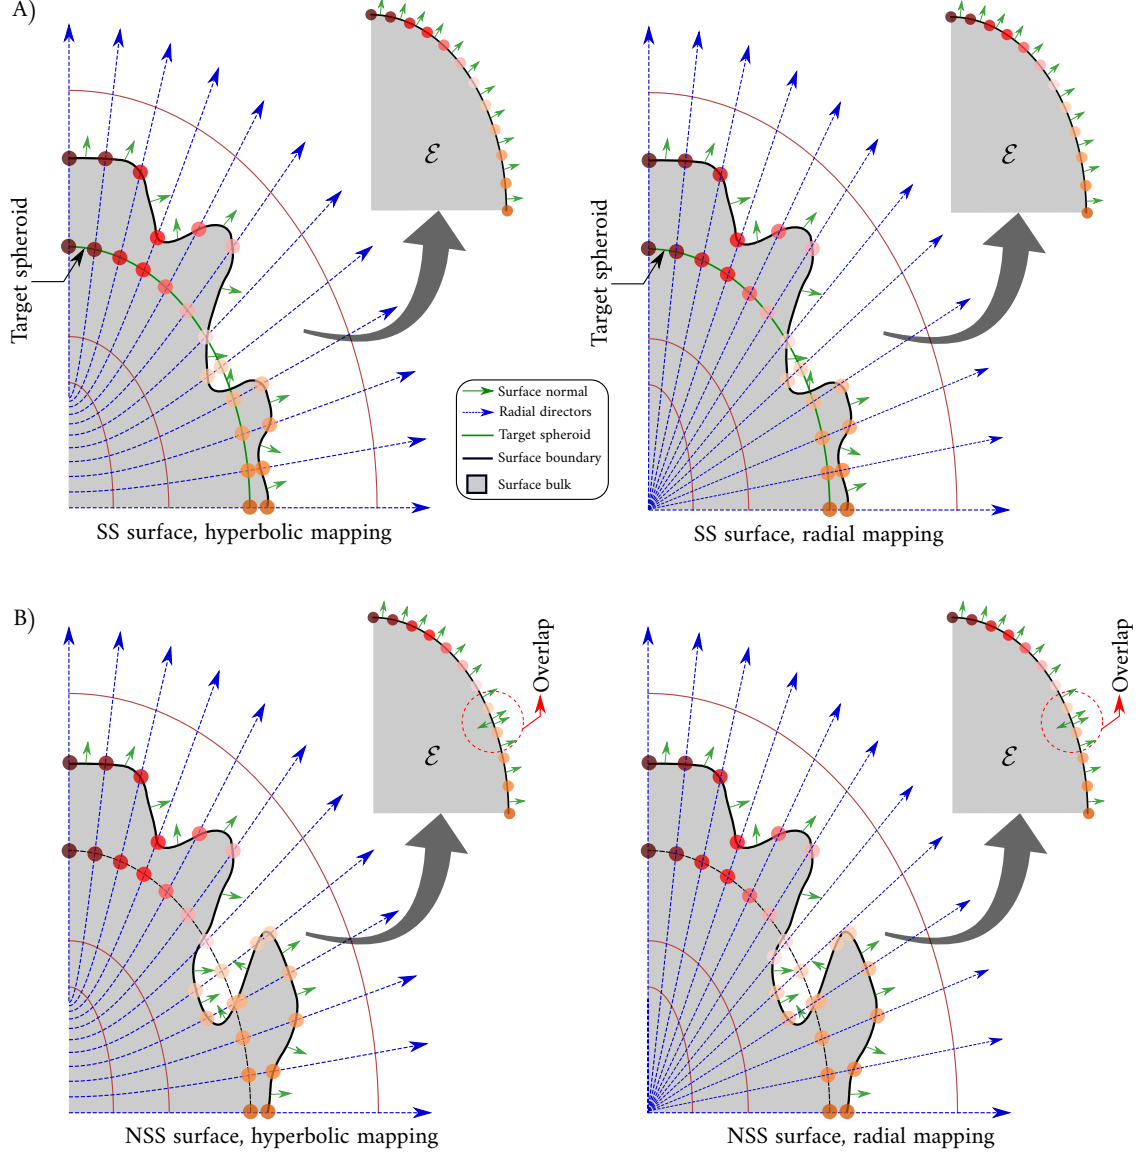 A)
Target spheroid
ℰ
Target spheroid
ℰ
Surface normal
Radial directors
Target spheroid
Surface boundary
Surface bulk
SS surface, hyperbolic mapping
SS surface, radial mapping
B)
Overlap
ℰ
Overlap
ℰ
NSS surface, hyperbolic mapping
NSS surface, radial mapping